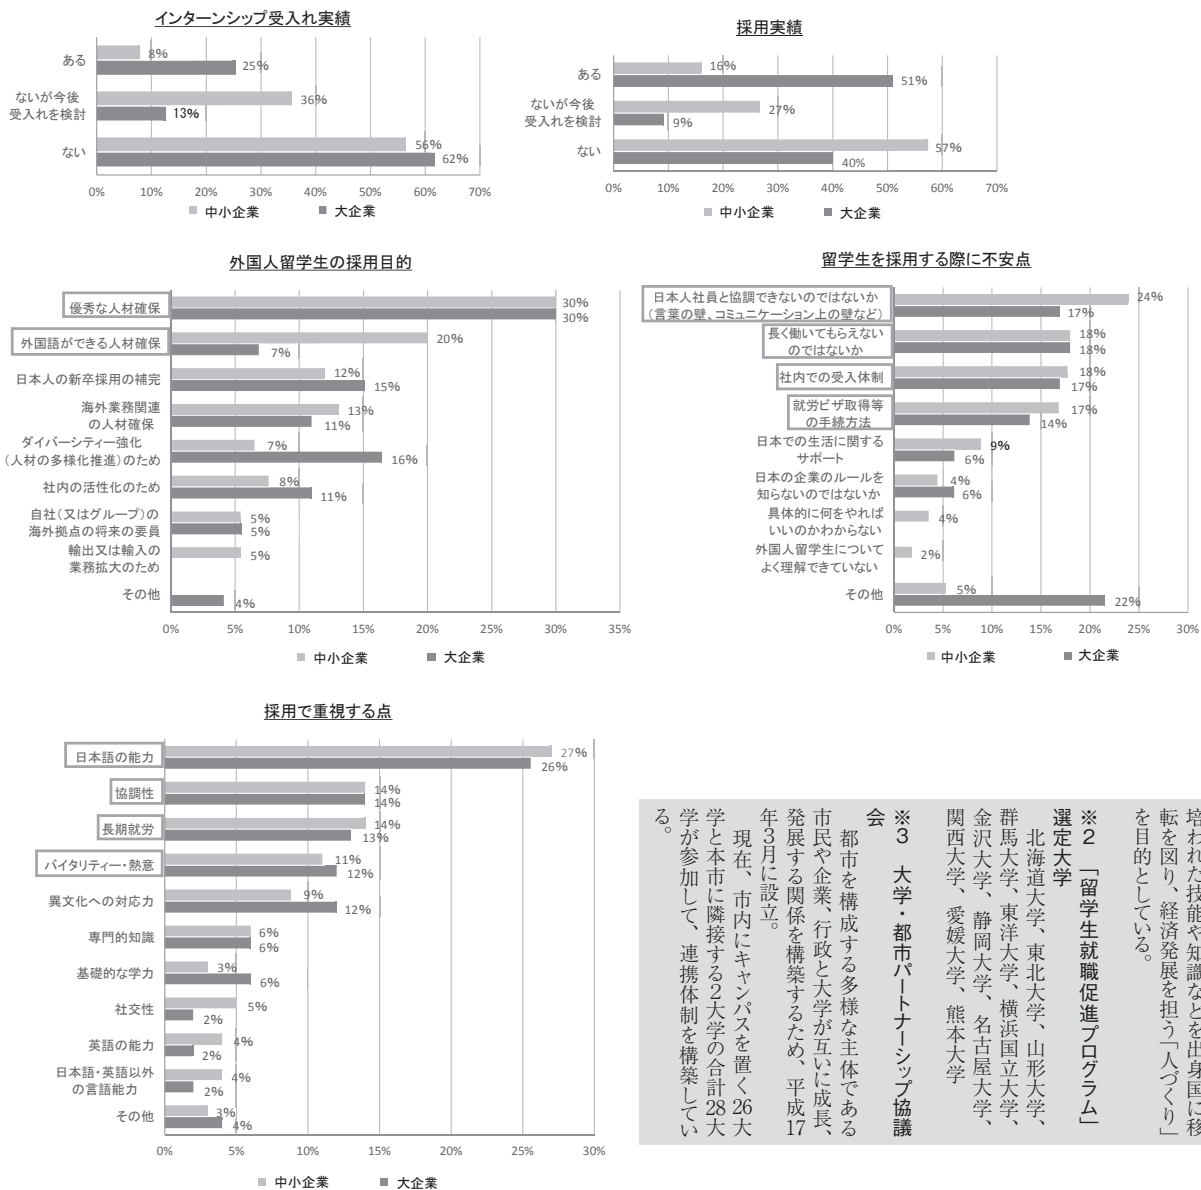 インターンシップ受入れ実績
ある
8%
25%
ないが今後
受入れを検討
36%
13%
ない
56%
62%
0% 10% 20% 30% 40% 50% 60% 70%
中小企業 大企業
採用実績
ある
16%
51%
ないが今後
受入れを検討
27%
9%
ない
57%
40%
0% 10% 20% 30% 40% 50% 60% 70%
中小企業 大企業
外国人留学生の採用目的
優秀な人材確保
30%
30%
外国語ができる人材確保
20%
7%
日本人の新卒採用の補完
12%
15%
海外業務関連
の人材確保
13%
11%
ダイバーシティー強化
(人材の多様化推進)のため
7%
16%
社内の活性化のため
8%
11%
自社(又はグループ)の
海外拠点の将来の要員
5%
5%
輸出又は輸入の
業務拡大のため
5%
その他
4%
0% 5% 10% 15% 20% 25% 30% 35%
中小企業 大企業
留学生を採用する際に不安点
日本人社員と協調できないのではないか
(言葉の壁、コミュニケーション上の壁など)
24%
17%
長く働いてもらえない
のではないか
18%
18%
社内での受入体制
18%
17%
就労ビザ取得等
の手続方法
17%
14%
日本での生活に関する
サポート
9%
6%
日本の企業のルールを
知らないのではないか
4%
6%
具体的に何をやれば
いいのかわからない
4%
外国人留学生について
よく理解できていない
2%
その他
5%
22%
0% 5% 10% 15% 20% 25% 30%
中小企業 大企業
採用で重視する点
日本語の能力
27%
26%
協調性
14%
14%
長期就労
14%
13%
バイタリティー・熱意
11%
12%
異文化への対応力
9%
12%
専門的知識
6%
6%
基礎的な学力
3%
6%
社交性
5%
2%
英語の能力
4%
2%
日本語・英語以外
の言語能力
4%
2%
その他
3%
4%
0% 5% 10% 15% 20% 25% 30%
中小企業 大企業
培われた技能や知識などを出身国に移
転を図り、経済発展を担う「人づくり」
を目的としている。
※2 「留学生就職促進プログラム」
選定大学
北海道大学、東北大学、山形大学、
群馬大学、東洋大学、横浜国立大学、
金沢大学、静岡大学、名古屋大学、
関西大学、愛媛大学、熊本大学
※3 大学・都市パートナーシップ協議
会
都市を構成する多様な主体である
市民や企業、行政と大学が互いに成長、
発展する関係を構築するため、平成17
年3月に設立。
現在、市内にキャンパスを置く26大
学と本市に隣接する2大学の合計28大
学が参加して、連携体制を構築してい
る。